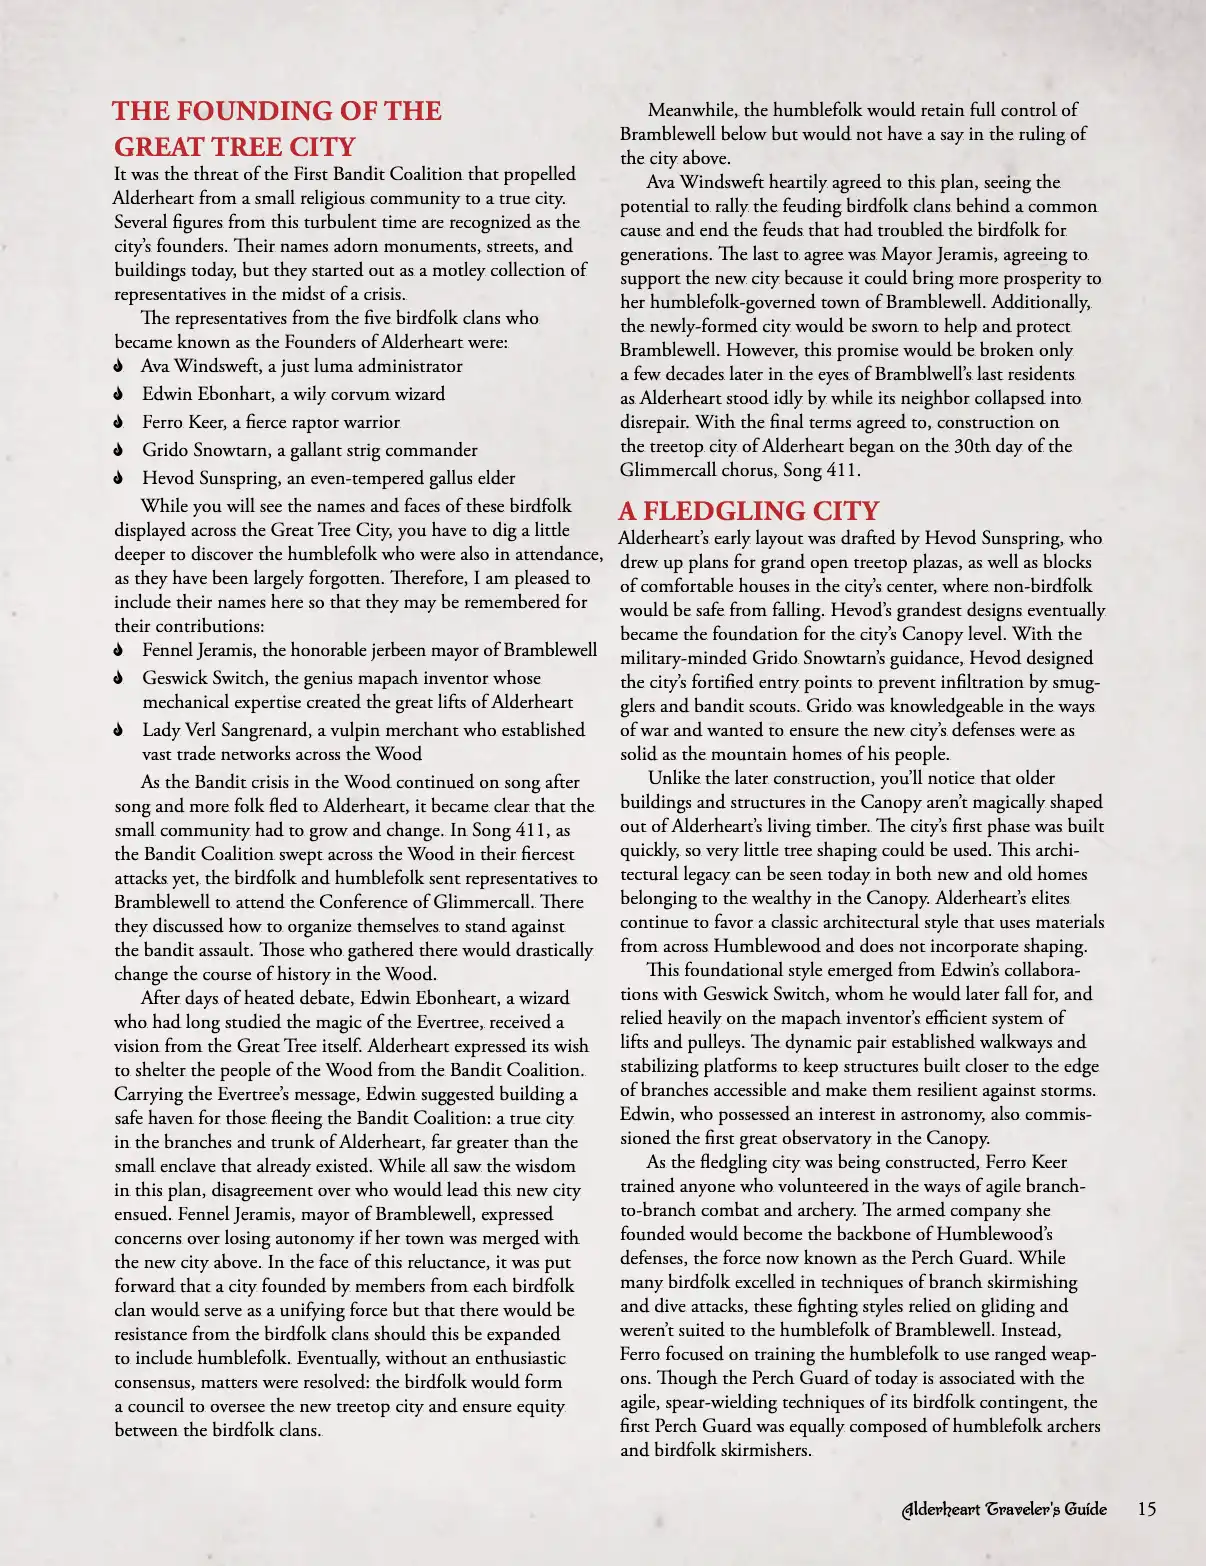 THE FOUNDING OF THE
GREAT TREE CITY
It was the threat of the First Bandit Coalition that propelled
Alderheart from a small religious community to a true city.
Several figures from this turbulent time are recognized as the
city's founders. Their names adorn monuments, streets, and
buildings today, but they started out as a motley collection of
representatives in the midst of a crisis.
The representatives from the five birdfolk clans who
became known as the Founders of Alderheart were:
Ava Windsweft, a just luma administrator
Edwin Ebonhart, a wily corvum wizard
Ferro Keer, a fierce raptor warrior
Grido Snowtarn, a gallant strig commander
Hevod Sunspring, an even-tempered gallus elder
While you will see the names and faces of these birdfolk
displayed across the Great Tree City, you have to dig a little
deeper to discover the humblefolk who were also in attendance,
as they have been largely forgotten. Therefore, I am pleased to
include their names here so that they may be remembered for
their contributions:
Fennel Jeramis, the honorable jerbeen mayor of Bramblewell
Geswick Switch, the genius mapach inventor whose
mechanical expertise created the great lifts of Alderheart
Lady Verl Sangrenard, a vulpin merchant who established
vast trade networks across the Wood
As the Bandit crisis in the Wood continued on song after
song and more folk fled to Alderheart, it became clear that the
small community had to grow and change. In Song 411, as
the Bandit Coalition swept across the Wood in their fiercest
attacks yet, the birdfolk and humblefolk sent representatives to
Bramblewell to attend the Conference of Glimmercall. There
they discussed how to organize themselves to stand against
the bandit assault. Those who gathered there would drastically
change the course of history in the Wood.
After days of heated debate, Edwin Ebonheart, a wizard
who had long studied the magic of the Evertree, received a
vision from the Great Tree itself. Alderheart expressed its wish
to shelter the people of the Wood from the Bandit Coalition.
Carrying the Evertree's message, Edwin suggested building a
safe haven for those fleeing the Bandit Coalition: a true city
in the branches and trunk of Alderheart, far greater than the
small enclave that already existed. While all saw the wisdom
in this plan, disagreement over who would lead this new city
ensued. Fennel Jeramis, mayor of Bramblewell, expressed
concerns over losing autonomy if her town was merged with
the new city above. In the face of this reluctance, it was put
forward that a city founded by members from each birdfolk
clan would serve as a unifying force but that there would be
resistance from the birdfolk clans should this be expanded
to include humblefolk. Eventually, without an enthusiastic
consensus, matters were resolved: the birdfolk would form
a council to oversee the new treetop city and ensure equity
between the birdfolk clans.
Meanwhile, the humblefolk would retain full control of
Bramblewell below but would not have a say in the ruling of
the city above.
Ava Windsweft heartily agreed to this plan, seeing the
potential to rally the feuding birdfolk clans behind a common
cause and end the feuds that had troubled the birdfolk for
generations. The last to agree was Mayor Jeramis, agreeing to
support the new city because it could bring more prosperity to
her humblefolk-governed town of Bramblewell. Additionally,
the newly-formed city would be sworn to help and protect
Bramblewell. However, this promise would be broken only
a few decades later in the eyes of Bramblwell's last residents
as Alderheart stood idly by while its neighbor collapsed into
disrepair. With the final terms agreed to, construction on
the treetop city of Alderheart began on the 30th day of the
Glimmercall chorus, Song 411.
A FLEDGLING CITY
Alderheart's early layout was drafted by Hevod Sunspring, who
drew up plans for grand open treetop plazas, as well as blocks
of comfortable houses in the city's center, where non-birdfolk
would be safe from falling. Hevod's grandest designs eventually
became the foundation for the city's Canopy level. With the
military-minded Grido Snowtarn's guidance, Hevod designed
the city's fortified entry points to prevent infiltration by smug-
glers and bandit scouts. Grido was knowledgeable in the ways
of war and wanted to ensure the new city's defenses were as
solid as the mountain homes of his people.
Unlike the later construction, you'll notice that older
buildings and structures in the Canopy aren't magically shaped
out of Alderheart's living timber. The city's first phase was built
quickly, so very little tree shaping could be used. This archi-
tectural legacy can be seen today in both new and old homes
belonging to the wealthy in the Canopy. Alderheart's elites
continue to favor a classic architectural style that uses materials
from across Humblewood and does not incorporate shaping.
This foundational style emerged from Edwin's collabora-
tions with Geswick Switch, whom he would later fall for, and
relied heavily on the mapach inventor's efficient system of
lifts and pulleys. The dynamic pair established walkways and
stabilizing platforms to keep structures built closer to the edge
of branches accessible and make them resilient against storms.
Edwin, who possessed an interest in astronomy, also commis-
sioned the first great observatory in the Canopy.
As the fledgling city was being constructed, Ferro Keer
trained anyone who volunteered in the ways of agile branch-
to-branch combat and archery. The armed company she
founded would become the backbone of Humblewood's
defenses, the force now known as the Perch Guard. While
many birdfolk excelled in techniques of branch skirmishing
and dive attacks, these fighting styles relied on gliding and
weren't suited to the humblefolk of Bramblewell. Instead,
Ferro focused on training the humblefolk to use ranged weap-
ons. Though the Perch Guard of today is associated with the
agile, spear-wielding techniques of its birdfolk contingent, the
first Perch Guard was equally composed of humblefolk archers
and birdfolk skirmishers.
Alderheart Traveler's Guide 15